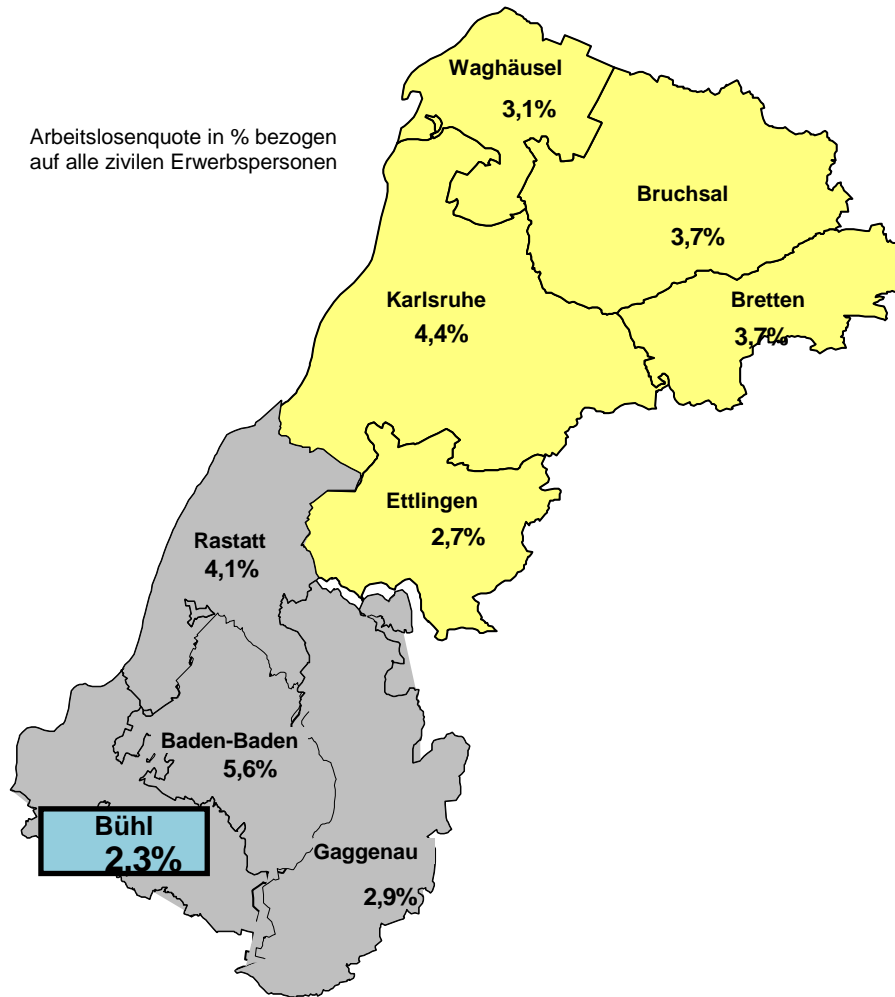 Waghäusel
3,1%
Arbeitslosenquote in % bezogen
auf alle zivilen Erwerbspersonen
Bruchsal
3,7%
Karlsruhe
4,4%
Bretten
3,7%
Ettlingen
2,7%
Rastatt
4,1%
Baden-Baden
5,6%
Bühl
2,3%
Gaggenau
2,9%